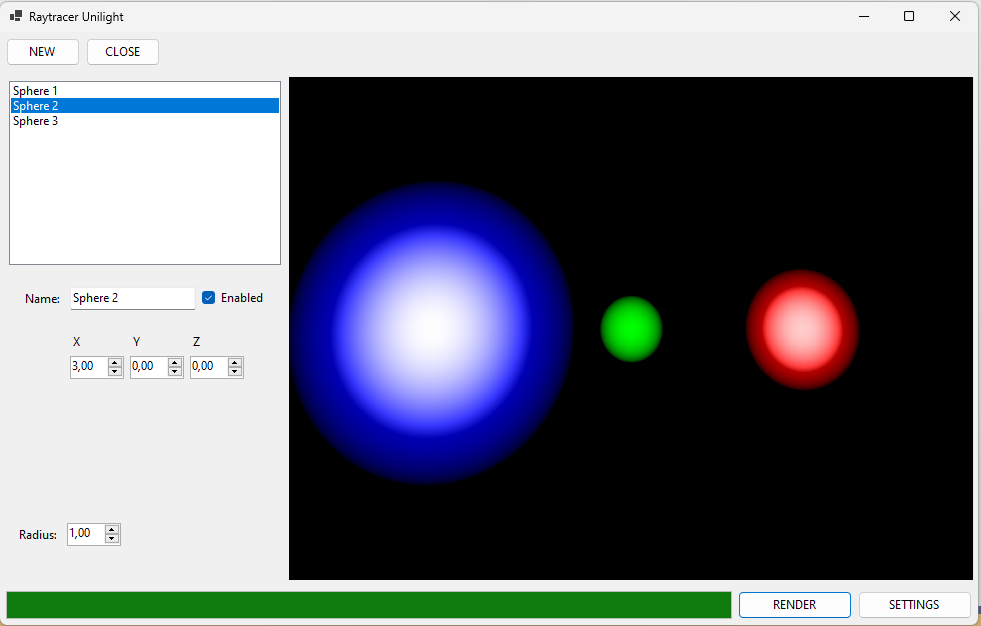 Raytracer Unilight
NEW CLOSE
Sphere 1
Sphere 2
Sphere 3
Name: Sphere 2 Enabled
X Y Z
3,00 0,00 0,00
Radius: 1,00
RENDER SETTINGS